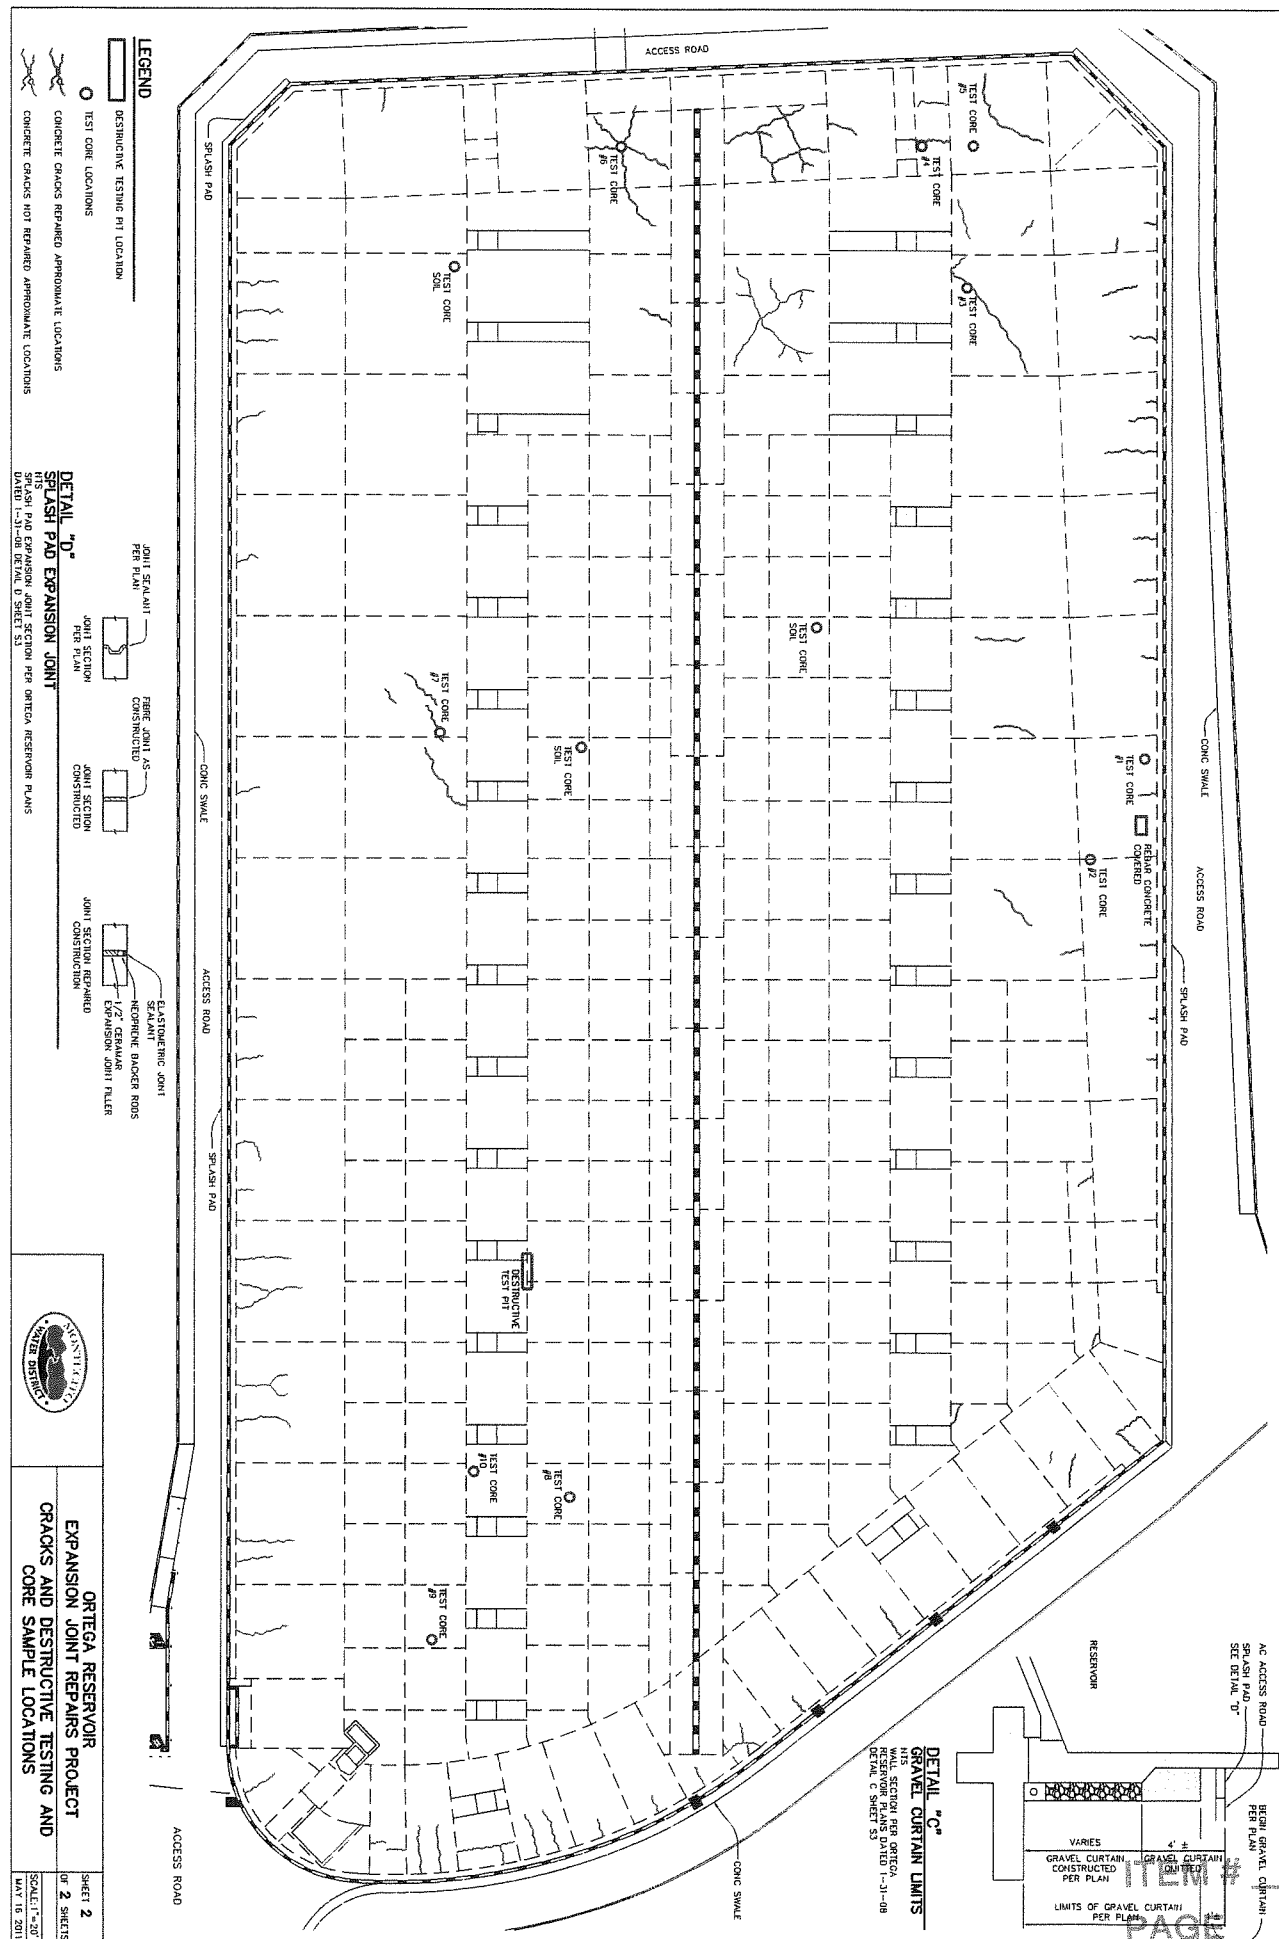 ACCESS ROAD
LEGEND
DESTRUCTIVE TESTING PIT LOCATION
TEST CORE LOCATIONS
CONCRETE CRACKS REPAIRED APPROXIMATE LOCATIONS
CONCRETE CRACKS NOT REPAIRED APPROXIMATE LOCATIONS
SPLASH PAD
TEST CORE
#5
TEST CORE
#4
TEST CORE
#6
TEST CORE
#3
TEST CORE
SOIL
TEST CORE
SOIL
TEST CORE
#7
TEST CORE
SOIL
TEST CORE
#1
REBAR CONCRETE
COVERED
TEST CORE
#2
CONC SWALE
ACCESS ROAD
SPLASH PAD
CONC SWALE
ACCESS ROAD
SPLASH PAD
DESTRUCTIVE
TEST PIT
TEST CORE
#10
TEST CORE
#8
TEST CORE
#9
CONC SWALE
ACCESS ROAD
DETAIL "D"
SPLASH PAD EXPANSION JOINT
NTS
SPLASH PAD EXPANSION JOINT SECTION PER ORTEGA RESERVOIR PLANS
DATED 1-31-08 DETAIL D SHEET S3
JOINT SEALANT
PER PLAN
JOINT SECTION
PER PLAN
FIBRE JOINT AS
CONSTRUCTED
JOINT SECTION
CONSTRUCTED
ELASTOMETRIC JOINT
SEALANT
NEOPRENE BACKER RODS
1/2" CERAMAR
EXPANSION JOINT FILLER
JOINT SECTION REPAIRED
CONSTRUCTION
DETAIL "C"
GRAVEL CURTAIN LIMITS
NTS
WALL SECTION PER ORTEGA
RESERVOIR PLANS DATED 1-31-08
DETAIL C SHEET S3
RESERVOIR
AC ACCESS ROAD
SPLASH PAD
SEE DETAIL "D"
BEGIN GRAVEL CURTAIN
PER PLAN
VARIES
GRAVEL CURTAIN
CONSTRUCTED
PER PLAN
4' ±
GRAVEL CURTAIN
OMITTED
LIMITS OF GRAVEL CURTAIN
PER PLAN
ITEM #
PAGE
MONTECITO
WATER DISTRICT
ORTEGA RESERVOIR
EXPANSION JOINT REPAIRS PROJECT
CRACKS AND DESTRUCTIVE TESTING AND
CORE SAMPLE LOCATIONS
SHEET 2
OF 2 SHEETS
SCALE: 1"=20'
MAY 16 2011